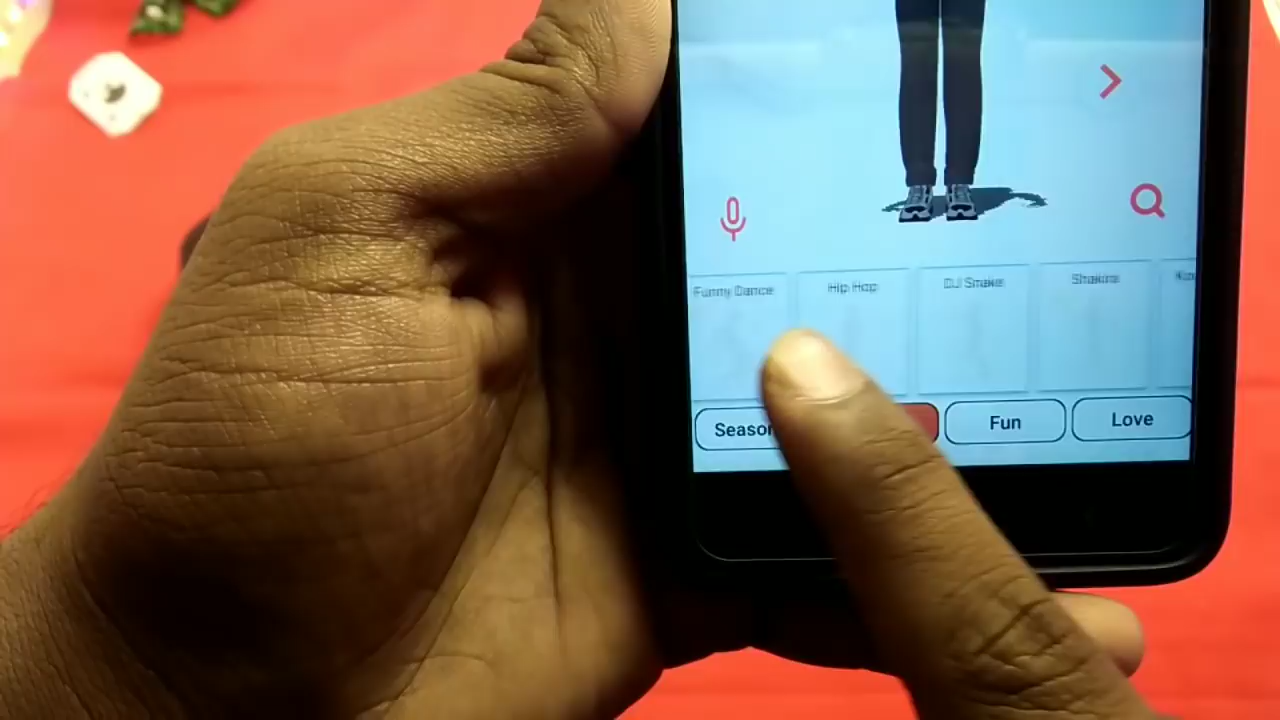 Funny Dance
Hip Hop
DJ Snake
Shakira
Season
Fun
Love